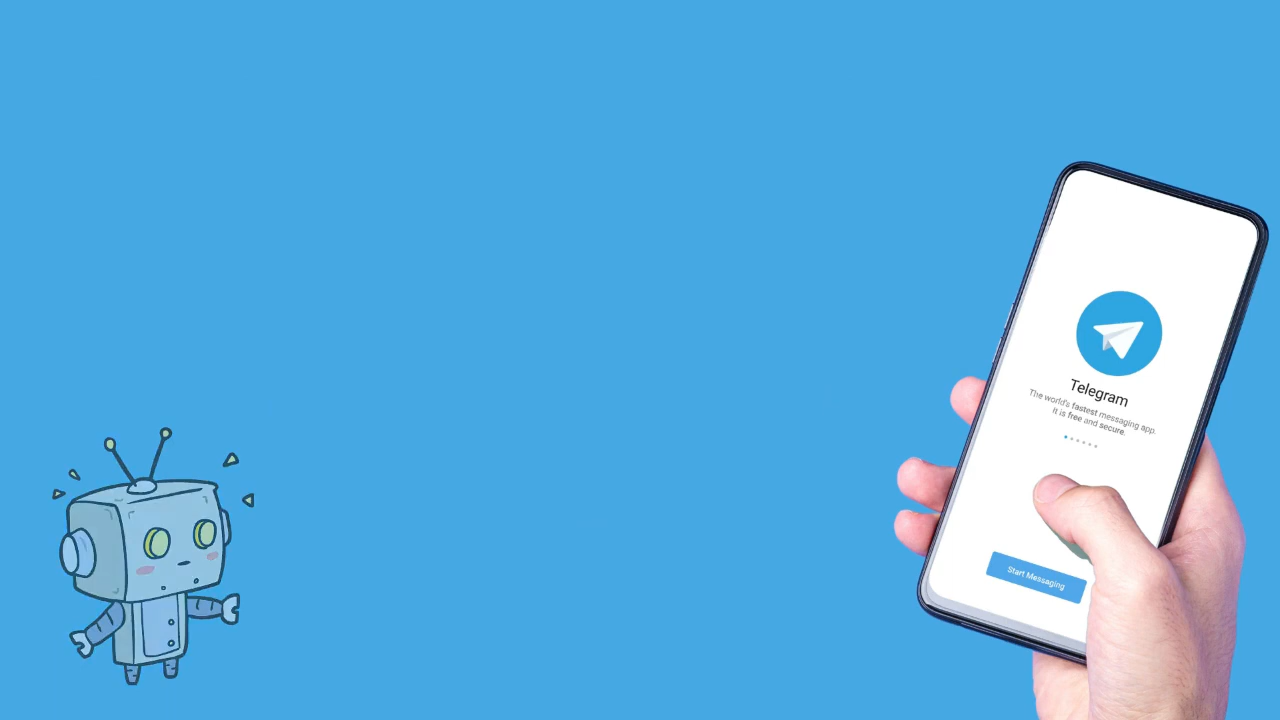 Telegram
The world's fastest messaging app.
It is free and secure.
Start Messaging